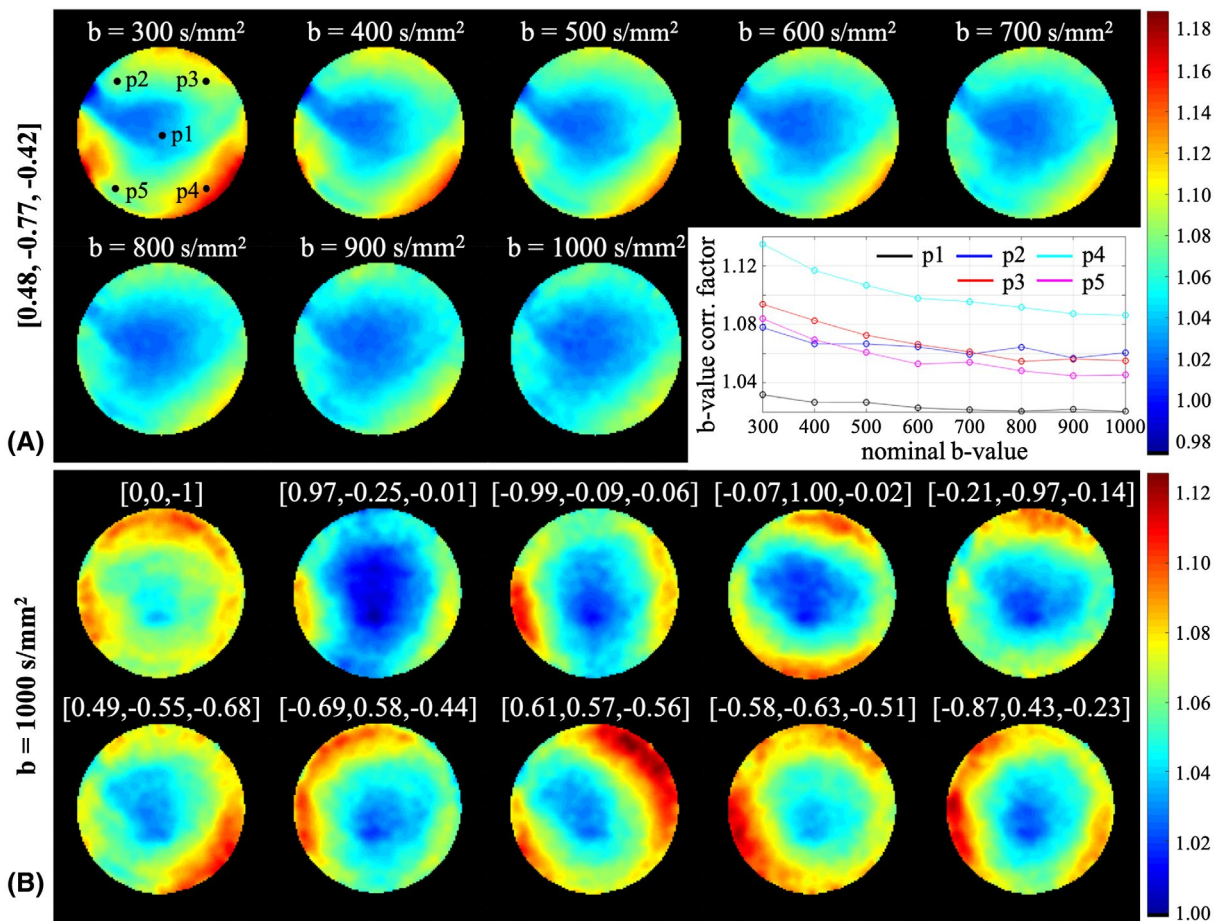 b = 300 s/mm² b = 400 s/mm² b = 500 s/mm² b = 600 s/mm² b = 700 s/mm²
p2 p3
p1
p5 p4
[0.48, -0.77, -0.42]
b = 800 s/mm² b = 900 s/mm² b = 1000 s/mm²
b-value corr. factor
1.12
1.08
1.04
p1 p2 p4
p3 p5
300 400 500 600 700 800 900 1000
nominal b-value
(A)
1.18
1.16
1.14
1.12
1.10
1.08
1.06
1.04
1.02
1.00
0.98
b = 1000 s/mm²
[0,0,-1] [0.97,-0.25,-0.01] [-0.99,-0.09,-0.06] [-0.07,1.00,-0.02] [-0.21,-0.97,-0.14]
[0.49,-0.55,-0.68] [-0.69,0.58,-0.44] [0.61,0.57,-0.56] [-0.58,-0.63,-0.51] [-0.87,0.43,-0.23]
(B)
1.12
1.10
1.08
1.06
1.04
1.02
1.00